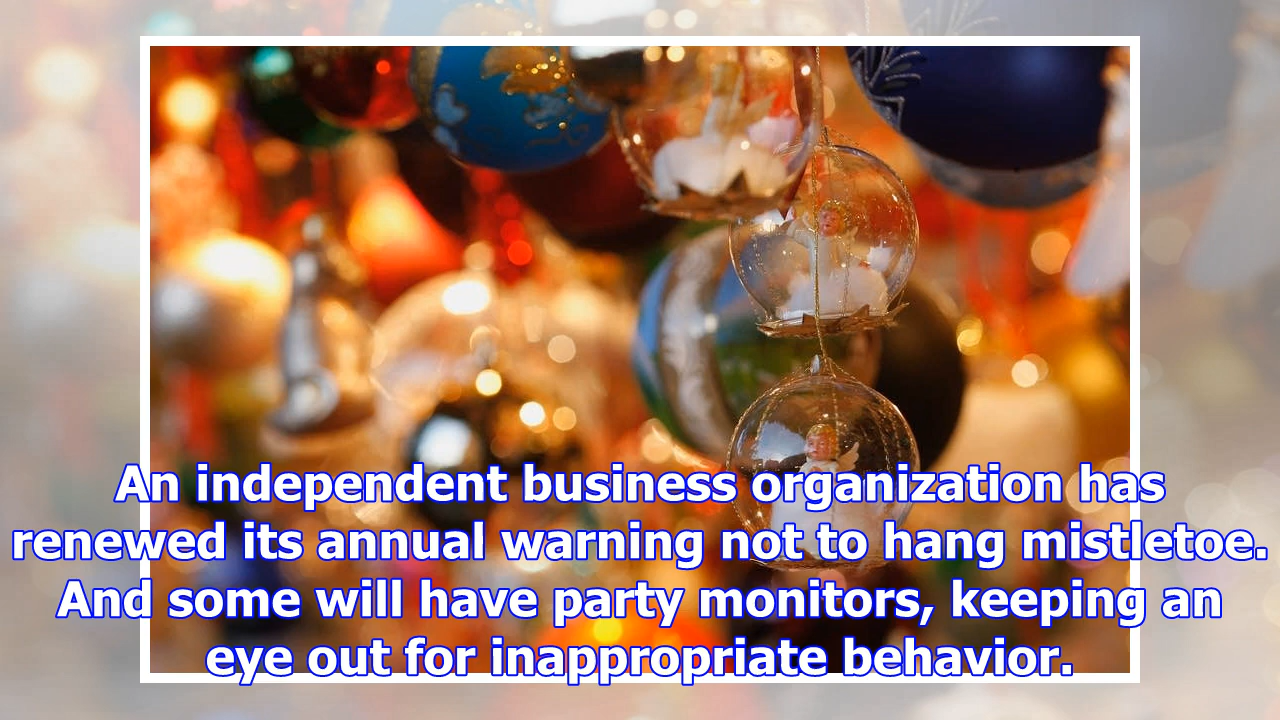 An independent business organization has
renewed its annual warning not to hang mistletoe.
And some will have party monitors, keeping an
eye out for inappropriate behavior.